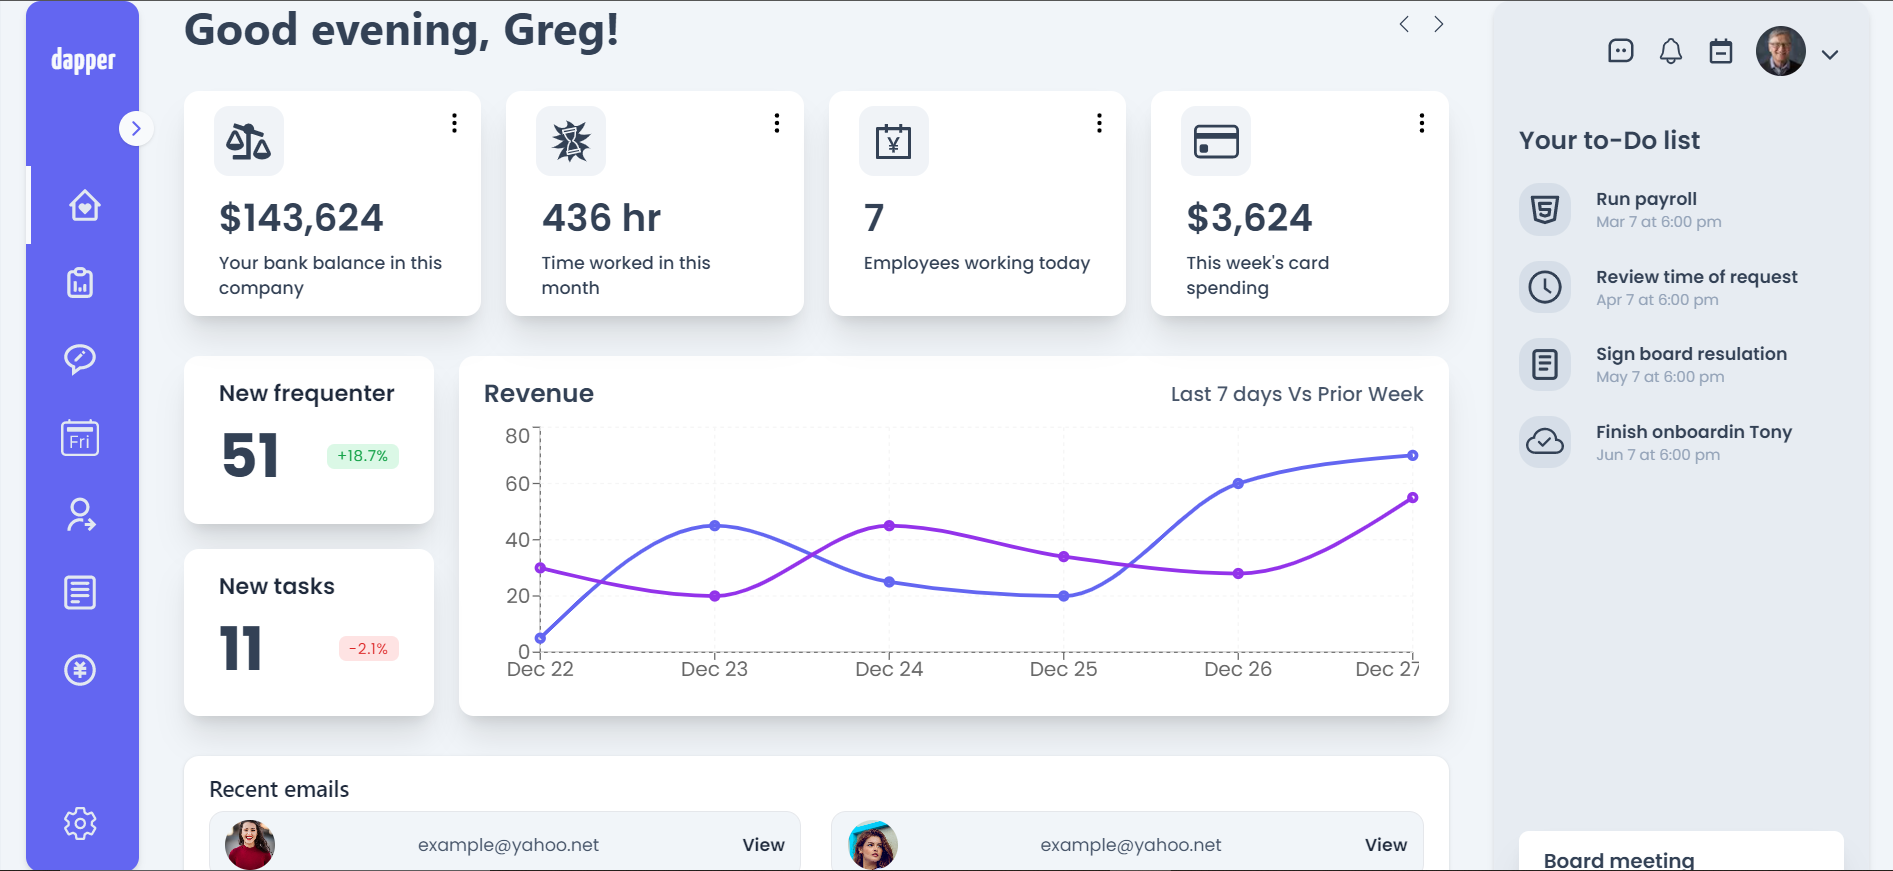 dapper
Fri
Good evening, Greg!
$143,624
Your bank balance in this
company
436 hr
Time worked in this
month
¥
7
Employees working today
$3,624
This week's card
spending
New frequenter
51
+18.7%
New tasks
11
-2.1%
Revenue
Last 7 days Vs Prior Week
80
60
40
20
0
Dec 22
Dec 23
Dec 24
Dec 25
Dec 26
Dec 27
Recent emails
example@yahoo.net
View
example@yahoo.net
View
Your to-Do list
5
Run payroll
Mar 7 at 6:00 pm
Review time of request
Apr 7 at 6:00 pm
Sign board resulation
May 7 at 6:00 pm
Finish onboardin Tony
Jun 7 at 6:00 pm
Board meeting